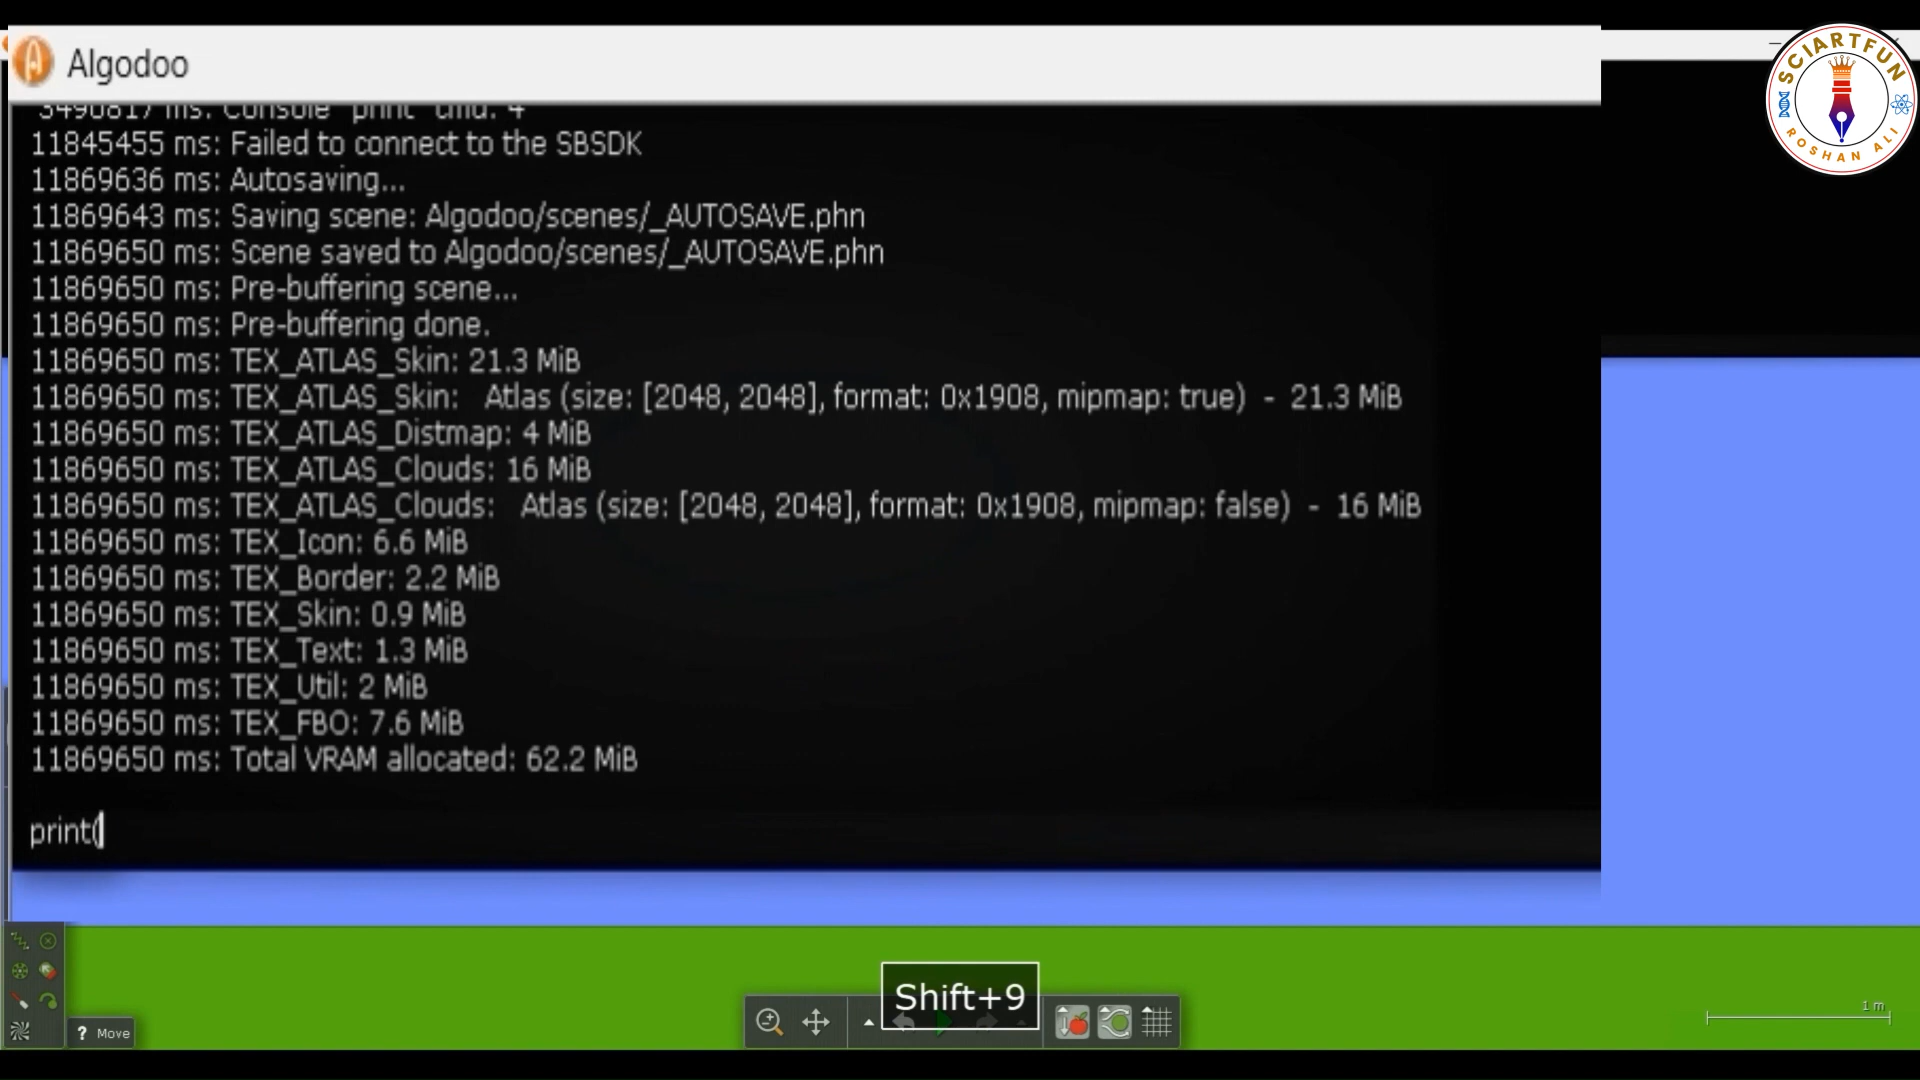 Algodoo
3490817 ms: Console "print" cmd: 4
11845455 ms: Failed to connect to the SBSDK
11869636 ms: Autosaving...
11869643 ms: Saving scene: Algodoo/scenes/_AUTOSAVE.phn
11869650 ms: Scene saved to Algodoo/scenes/_AUTOSAVE.phn
11869650 ms: Pre-buffering scene...
11869650 ms: Pre-buffering done.
11869650 ms: TEX_ATLAS_Skin: 21.3 MiB
11869650 ms: TEX_ATLAS_Skin:   Atlas (size: [2048, 2048], format: 0x1908, mipmap: true)  -  21.3 MiB
11869650 ms: TEX_ATLAS_Distmap: 4 MiB
11869650 ms: TEX_ATLAS_Clouds: 16 MiB
11869650 ms: TEX_ATLAS_Clouds:   Atlas (size: [2048, 2048], format: 0x1908, mipmap: false)  -  16 MiB
11869650 ms: TEX_Icon: 6.6 MiB
11869650 ms: TEX_Border: 2.2 MiB
11869650 ms: TEX_Skin: 0.9 MiB
11869650 ms: TEX_Text: 1.3 MiB
11869650 ms: TEX_Util: 2 MiB
11869650 ms: TEX_FBO: 7.6 MiB
11869650 ms: Total VRAM allocated: 62.2 MiB
print(
SCIARTFUN
ROSHAN ALI
Shift+9
1 m
? Move